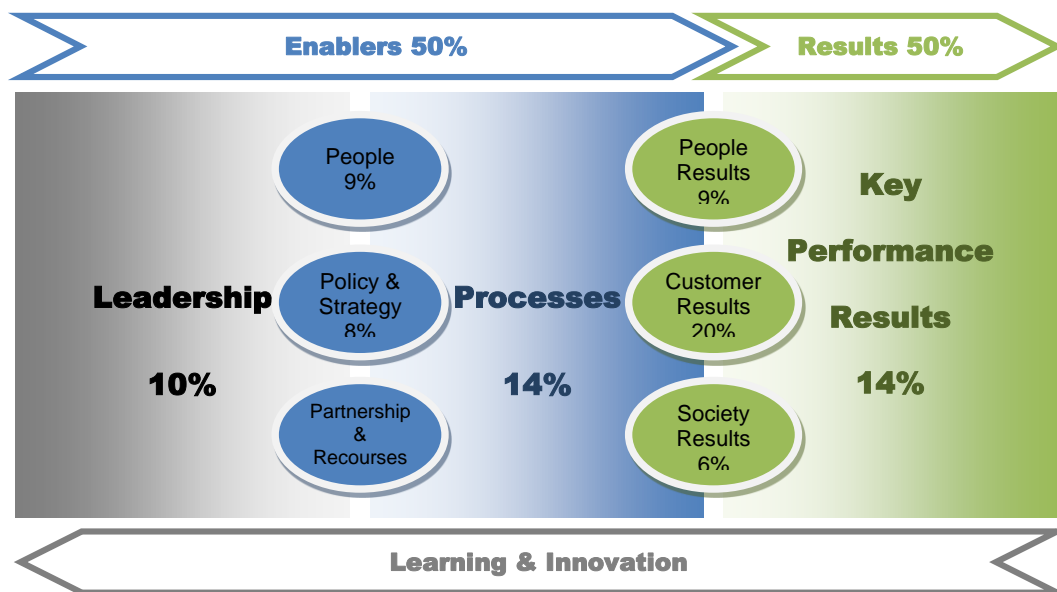 Enablers 50%
Results 50%
Leadership
10%
People
9%
Policy &
Strategy
8%
Partnership
&
Recourses
Processes
14%
People
Results
9%
Customer
Results
20%
Society
Results
6%
Key
Performance
Results
14%
Learning & Innovation